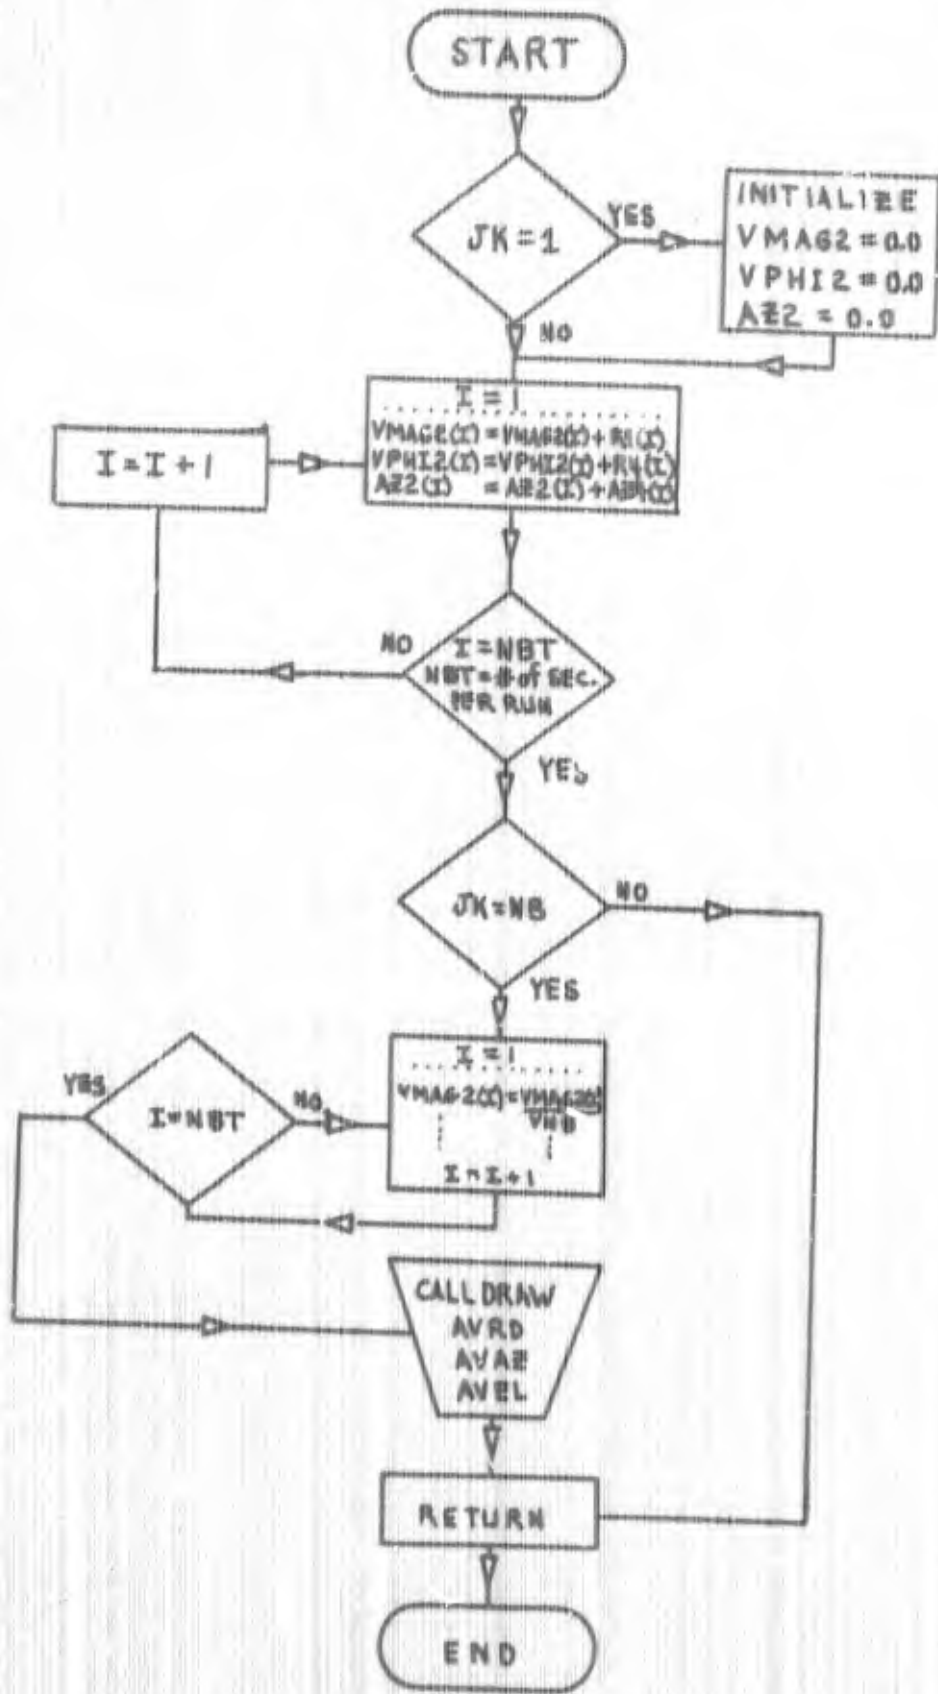 START
JK = 1
YES
INITIALIZE
VMAG2 = 0.0
VPHI2 = 0.0
AZ2 = 0.0
NO
I = 1
VMAG2(I) = VMAG2(I) + R1(I)
VPHI2(I) = VPHI2(I) + R4(I)
AZ2(I) = AZ2(I) +
I = I + 1
NO
I = NBT
NBT = # of SEC.
PER RUN
YES
JK = NB
NO
YES
I = 1
VMAG2(I) = VMAG2(I)
I = I + 1
YES
I = NBT
NO
CALL DRAW
AVRD
AVAZ
AVEL
RETURN
END